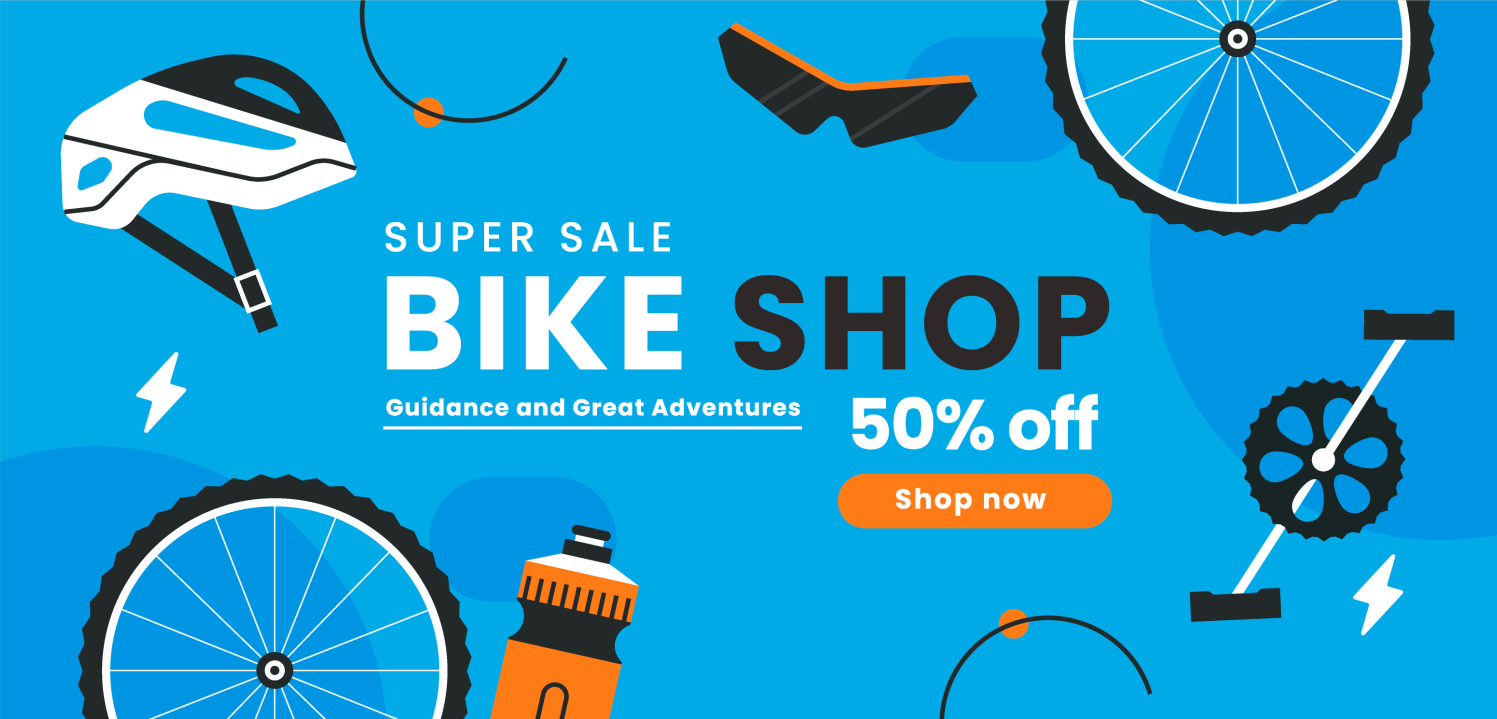 SUPER SALE
BIKE SHOP
Guidance and Great Adventures
50% off
Shop now